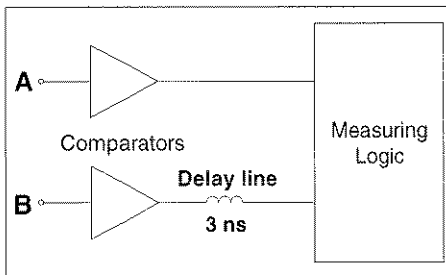 A
Comparators
B
Delay line
3 ns
Measuring
Logic